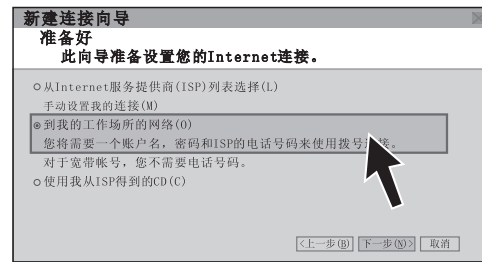 新建连接向导
准备好
此向导准备设置您的Internet连接。
从Internet服务提供商(ISP)列表选择(L)
手动设置我的连接(M)
到我的工作场所的网络(O)
您将需要一个账户名，密码和ISP的电话号码来使用拨号连接。
对于宽带帐号，您不需要电话号码。
使用我从ISP得到的CD(C)
<上一步(B) 下一步(N)> 取消